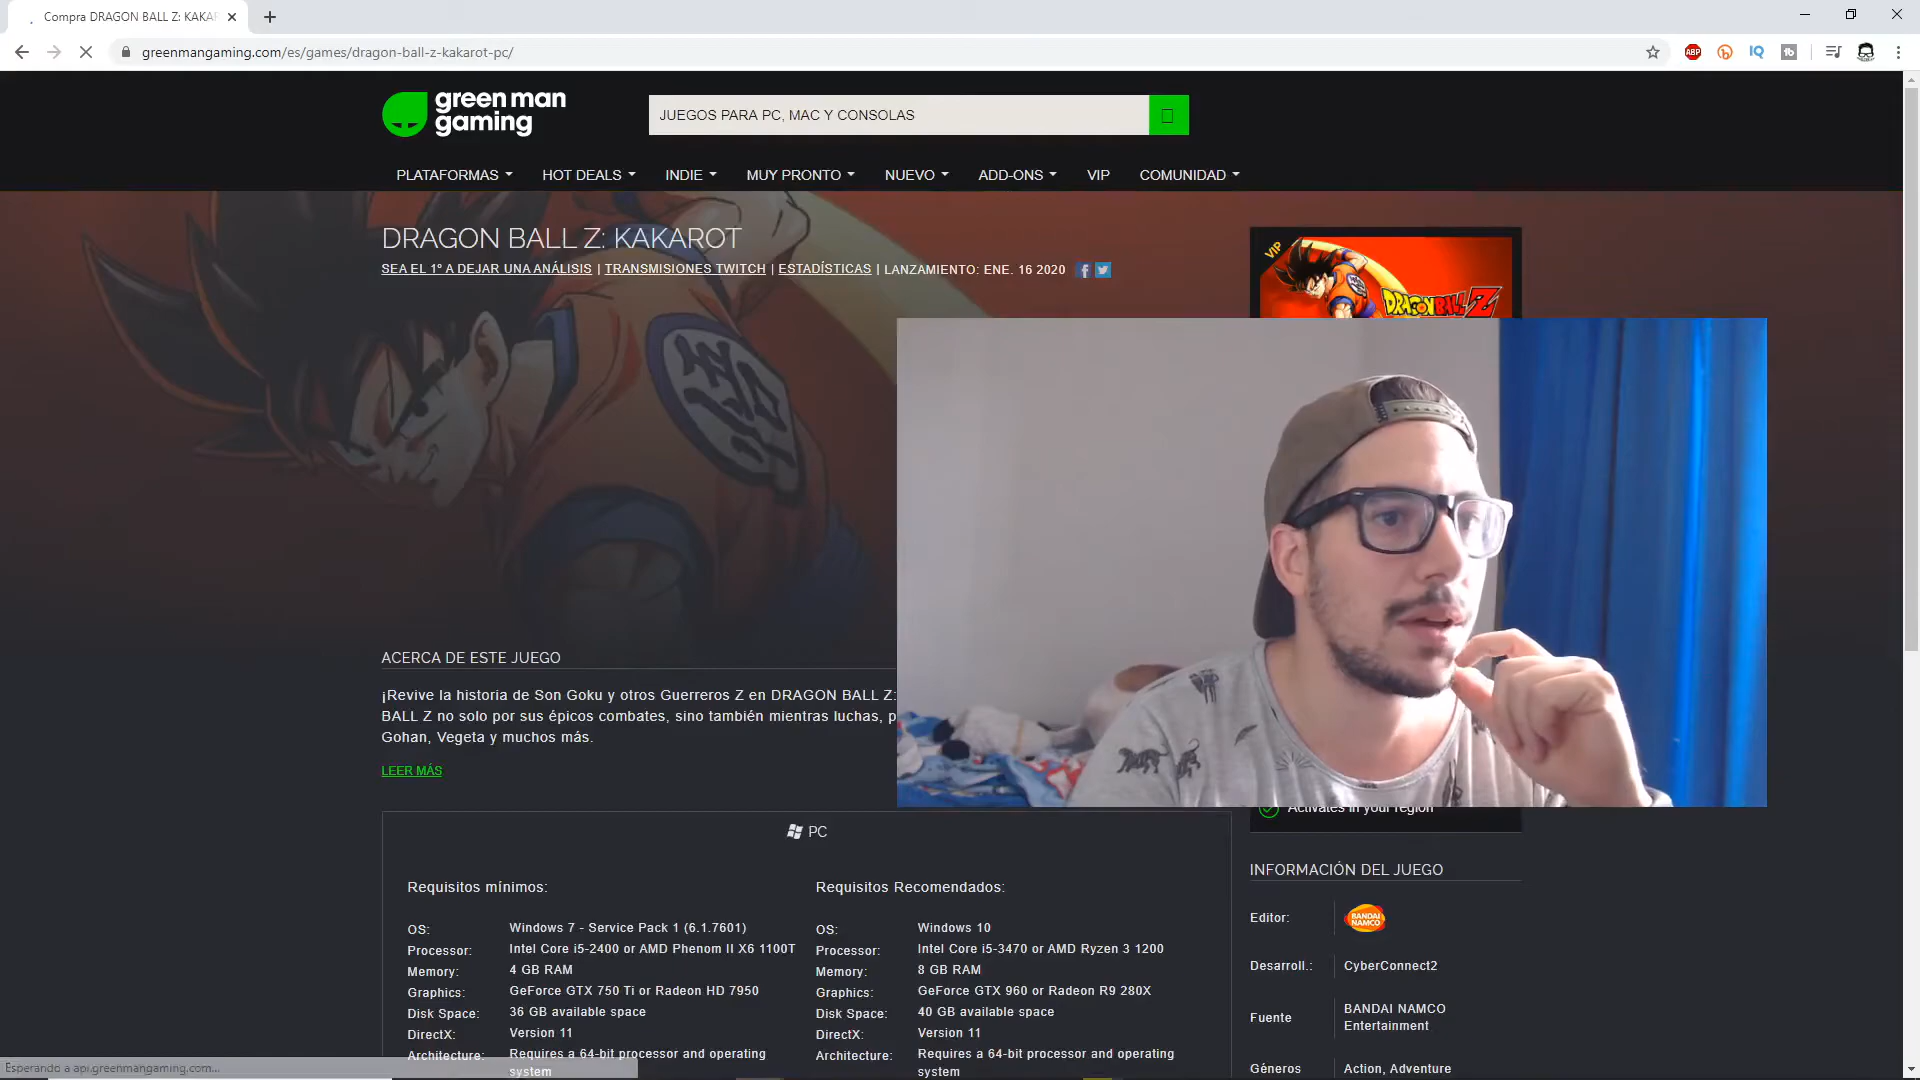 Compra DRAGON BALL Z: KAKAR
greenmangaming.com/es/games/dragon-ball-z-kakarot-pc/
ABP
IQ
green man gaming
JUEGOS PARA PC, MAC Y CONSOLAS
PLATAFORMAS HOT DEALS INDIE MUY PRONTO NUEVO ADD-ONS VIP COMUNIDAD
DRAGON BALL Z: KAKAROT
SEA EL 1º A DEJAR UNA ANÁLISIS | TRANSMISIONES TWITCH | ESTADÍSTICAS | LANZAMIENTO: ENE. 16 2020
VIP
DRAGON BALL Z
ACERCA DE ESTE JUEGO
¡Revive la historia de Son Goku y otros Guerreros Z en DRAGON BALL Z:
BALL Z no solo por sus épicos combates, sino también mientras luchas, p
Gohan, Vegeta y muchos más.
LEER MÁS
Activates in your region
PC
Requisitos mínimos:
OS: Windows 7 - Service Pack 1 (6.1.7601)
Processor: Intel Core i5-2400 or AMD Phenom II X6 1100T
Memory: 4 GB RAM
Graphics: GeForce GTX 750 Ti or Radeon HD 7950
Disk Space: 36 GB available space
DirectX: Version 11
Architecture: Requires a 64-bit processor and operating
system
Requisitos Recomendados:
OS: Windows 10
Processor: Intel Core i5-3470 or AMD Ryzen 3 1200
Memory: 8 GB RAM
Graphics: GeForce GTX 960 or Radeon R9 280X
Disk Space: 40 GB available space
DirectX: Version 11
Architecture: Requires a 64-bit processor and operating
system
INFORMACIÓN DEL JUEGO
Editor: BANDAI NAMCO
Desarroll.: CyberConnect2
Fuente BANDAI NAMCO
Entertainment
Géneros Action, Adventure
Esperando a api.greenmangaming.com...